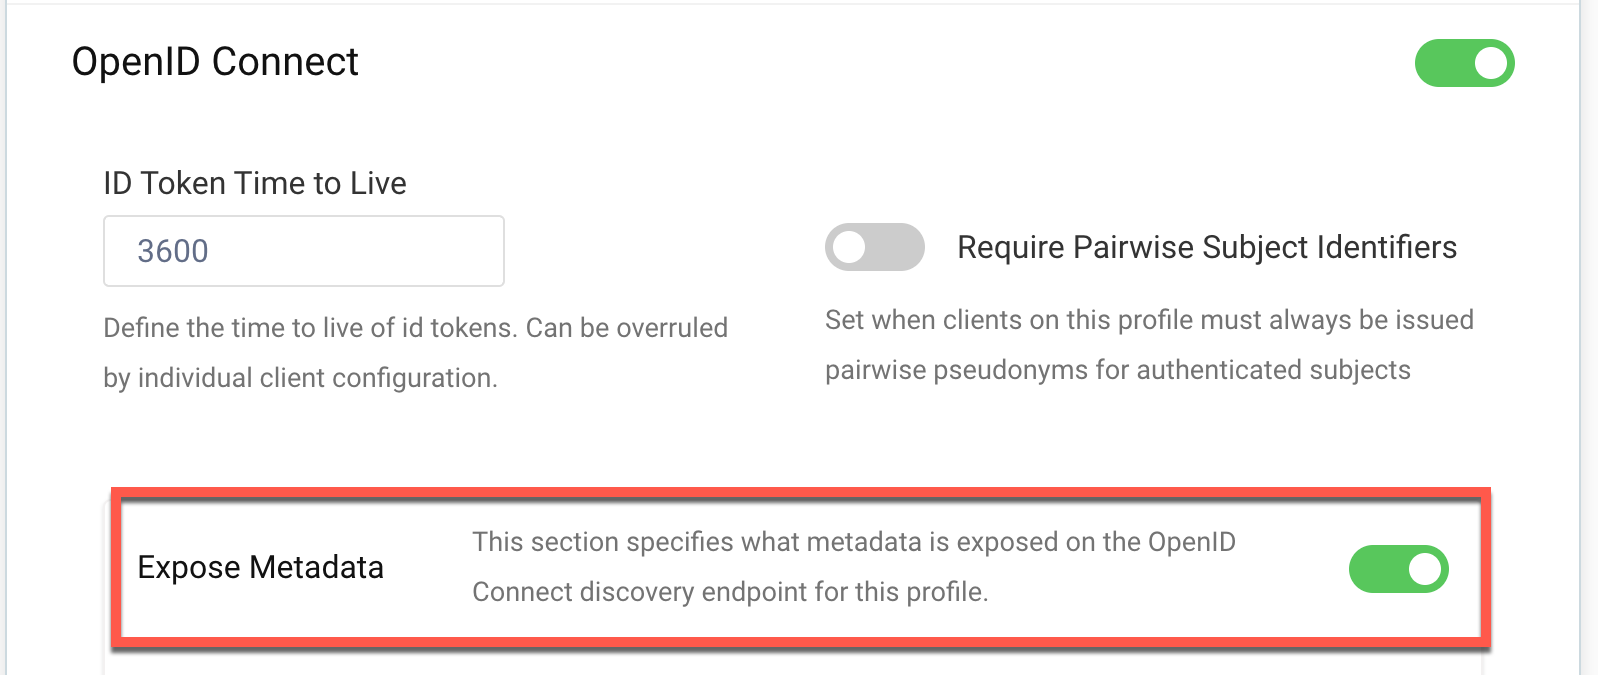 OpenID Connect
ID Token Time to Live
3600
Define the time to live of id tokens. Can be overruled
by individual client configuration.
Require Pairwise Subject Identifiers
Set when clients on this profile must always be issued
pairwise pseudonyms for authenticated subjects
Expose Metadata
This section specifies what metadata is exposed on the OpenID
Connect discovery endpoint for this profile.